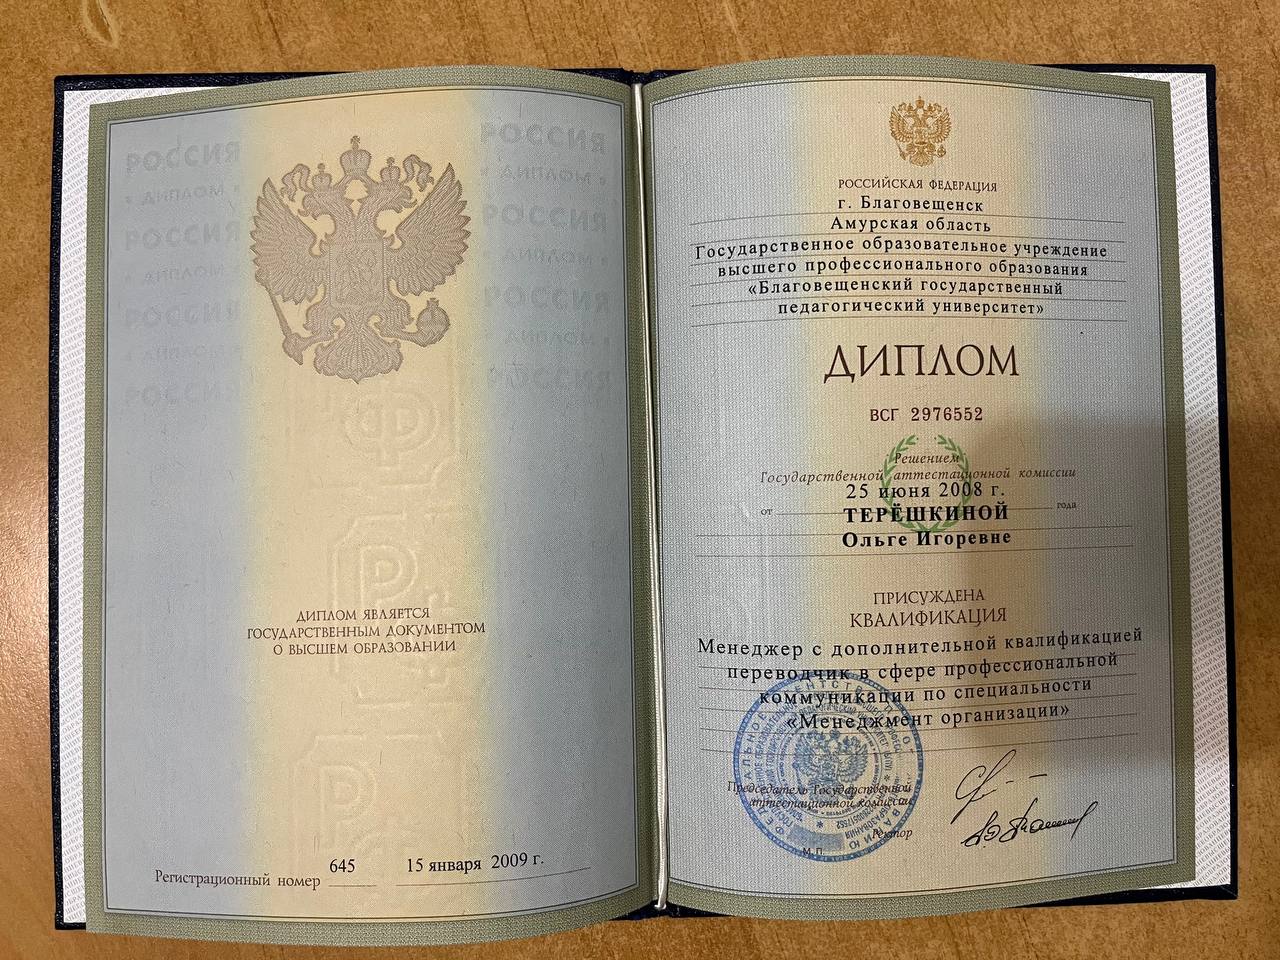 РОССИЯ
РОССИЯ
« ДИПЛОМ »
« ДИПЛОМ »
РОССИЯ
РОССИЯ
« ДИПЛОМ »
« ДИПЛОМ »
РОССИЯ
РОССИЯ
« ДИПЛОМ »
« ДИПЛОМ »
РОССИЯ
РОССИЯ
ДИПЛОМ ЯВЛЯЕТСЯ
ГОСУДАРСТВЕННЫМ ДОКУМЕНТОМ
О ВЫСШЕМ ОБРАЗОВАНИИ
Регистрационный номер 645 15 января 2009 г.
РОССИЙСКАЯ ФЕДЕРАЦИЯ
г. Благовещенск
Амурская область
Государственное образовательное учреждение
высшего профессионального образования
«Благовещенский государственный
педагогический университет»
ДИПЛОМ
ВСГ 2976552
Решением
Государственной аттестационной комиссии
от 25 июня 2008 г. года
ТЕРЁШКИНОЙ
Ольге Игоревне
ПРИСУЖДЕНА
КВАЛИФИКАЦИЯ
Менеджер с дополнительной квалификацией
переводчик в сфере профессиональной
коммуникации по специальности
«Менеджмент организации»
Председатель Государственной
аттестационной комиссии
Ректор
М.П.